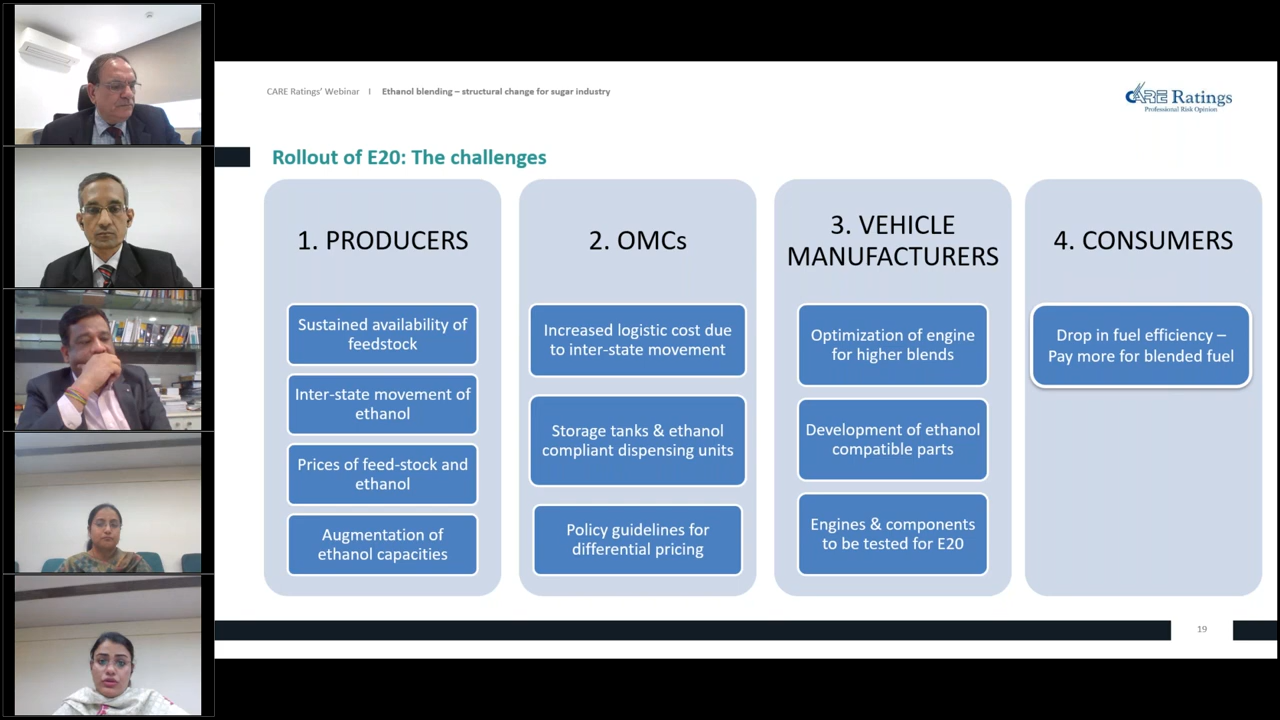 CARE Ratings' Webinar I Ethanol blending – structural change for sugar industry
CARE Ratings
Professional Risk Opinion
Rollout of E20: The challenges
1. PRODUCERS
Sustained availability of
feedstock
Inter-state movement of
ethanol
Prices of feed-stock and
ethanol
Augmentation of
ethanol capacities
2. OMCs
Increased logistic cost due
to inter-state movement
Storage tanks & ethanol
compliant dispensing units
Policy guidelines for
differential pricing
3. VEHICLE
MANUFACTURERS
Optimization of engine
for higher blends
Development of ethanol
compatible parts
Engines & components
to be tested for E20
4. CONSUMERS
Drop in fuel efficiency –
Pay more for blended fuel
19